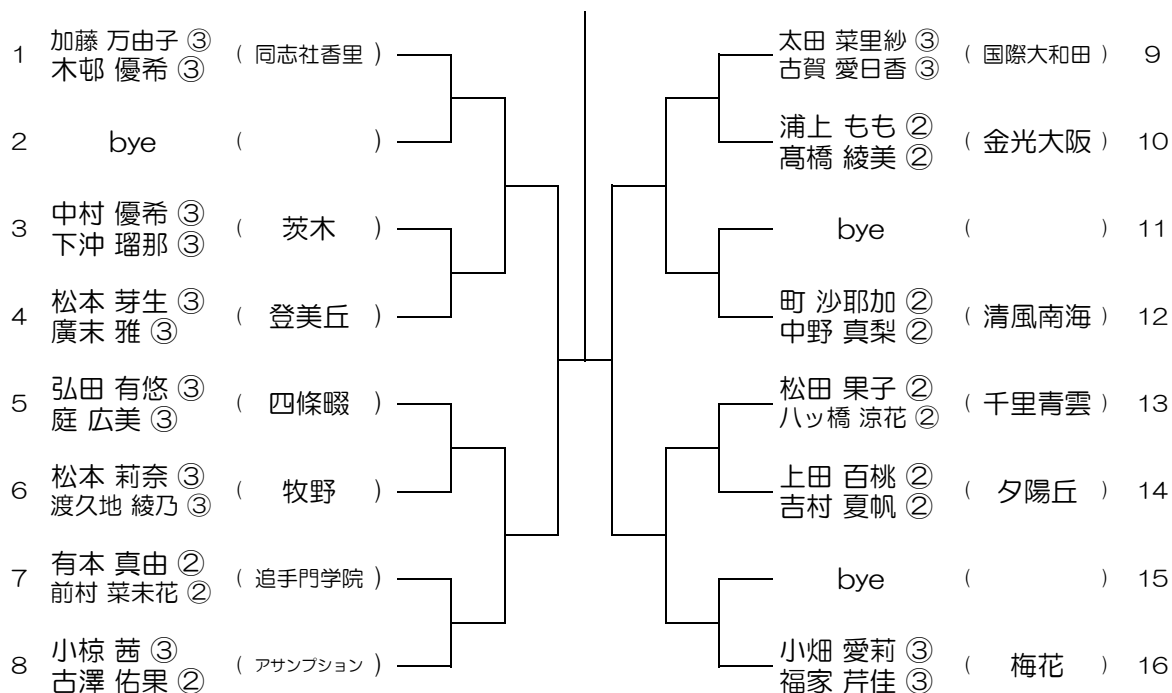 1 加藤 万由子 ③ ( 同志社香里 )
木邨 優希 ③
2 bye ( )
3 中村 優希 ③ ( 茨木 )
下沖 瑠那 ③
4 松本 芽生 ③ ( 登美丘 )
廣末 雅 ③
5 弘田 有悠 ③ ( 四條畷 )
庭 広美 ③
6 松本 莉奈 ③ ( 牧野 )
渡久地 綾乃 ③
7 有本 真由 ② ( 追手門学院 )
前村 菜未花 ②
8 小椋 茜 ③ ( アサンプション )
古澤 佑果 ②
太田 菜里紗 ③ ( 国際大和田 ) 9
古賀 愛日香 ③
浦上 もも ② ( 金光大阪 ) 10
髙橋 綾美 ②
bye ( ) 11
町 沙耶加 ② ( 清風南海 ) 12
中野 真梨 ②
松田 果子 ② ( 千里青雲 ) 13
八ッ橋 涼花 ②
上田 百桃 ② ( 夕陽丘 ) 14
吉村 夏帆 ②
bye ( ) 15
小畑 愛莉 ③ ( 梅花 ) 16
福家 芹佳 ③